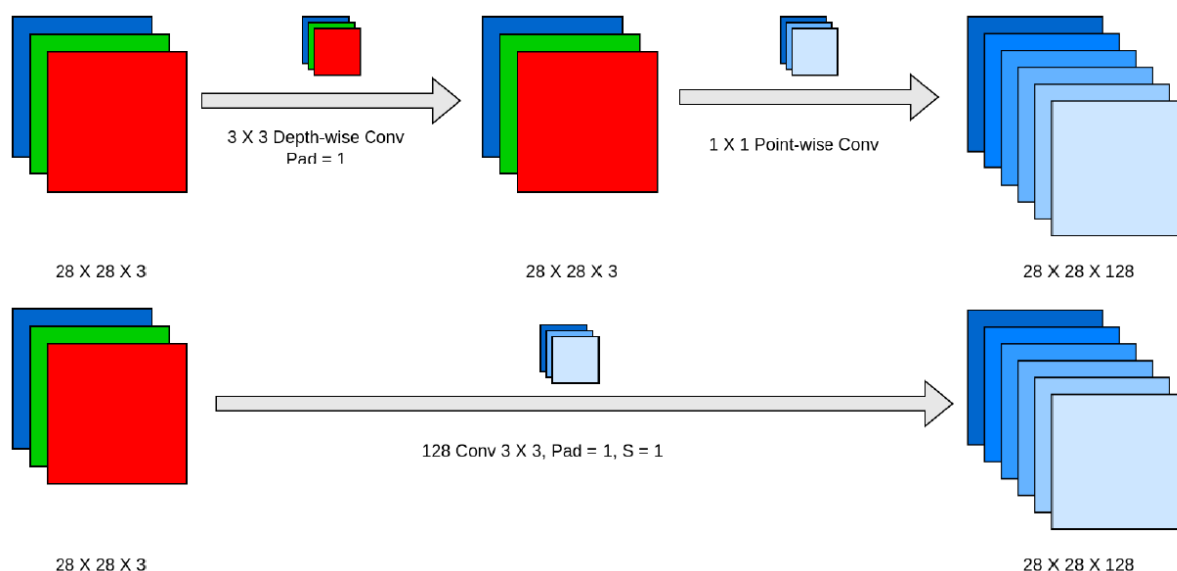 3 X 3 Depth-wise Conv
Pad = 1
1 X 1 Point-wise Conv
28 X 28 X 3
28 X 28 X 3
28 X 28 X 128
128 Conv 3 X 3, Pad = 1, S = 1
28 X 28 X 3
28 X 28 X 128